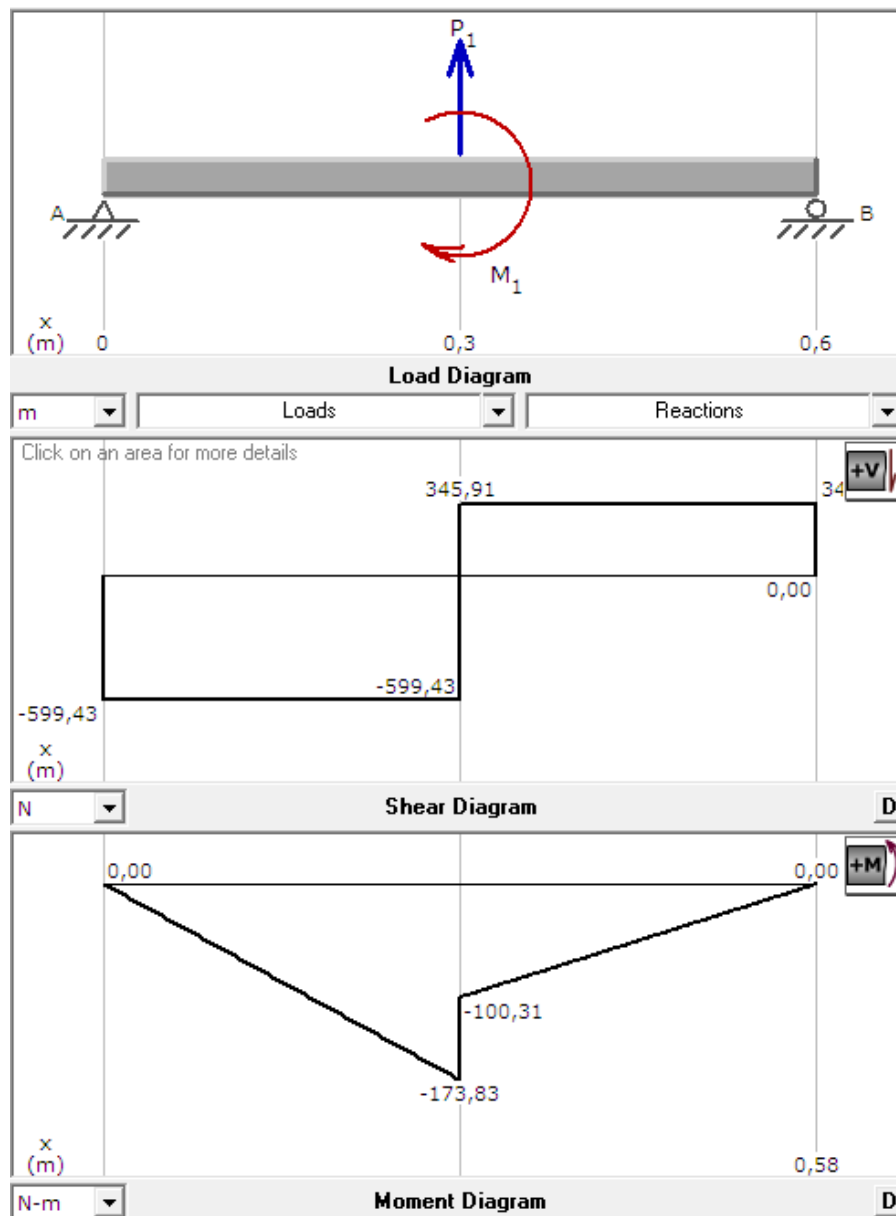 P1
A
B
M1
x
(m) 0 0,3 0,6
Load Diagram
m Loads Reactions
Click on an area for more details
+V
345,91 34
0,00
-599,43
-599,43
x
(m)
N Shear Diagram D
0,00 0,00 +M
-100,31
-173,83
x
(m) 0,58
N-m Moment Diagram D